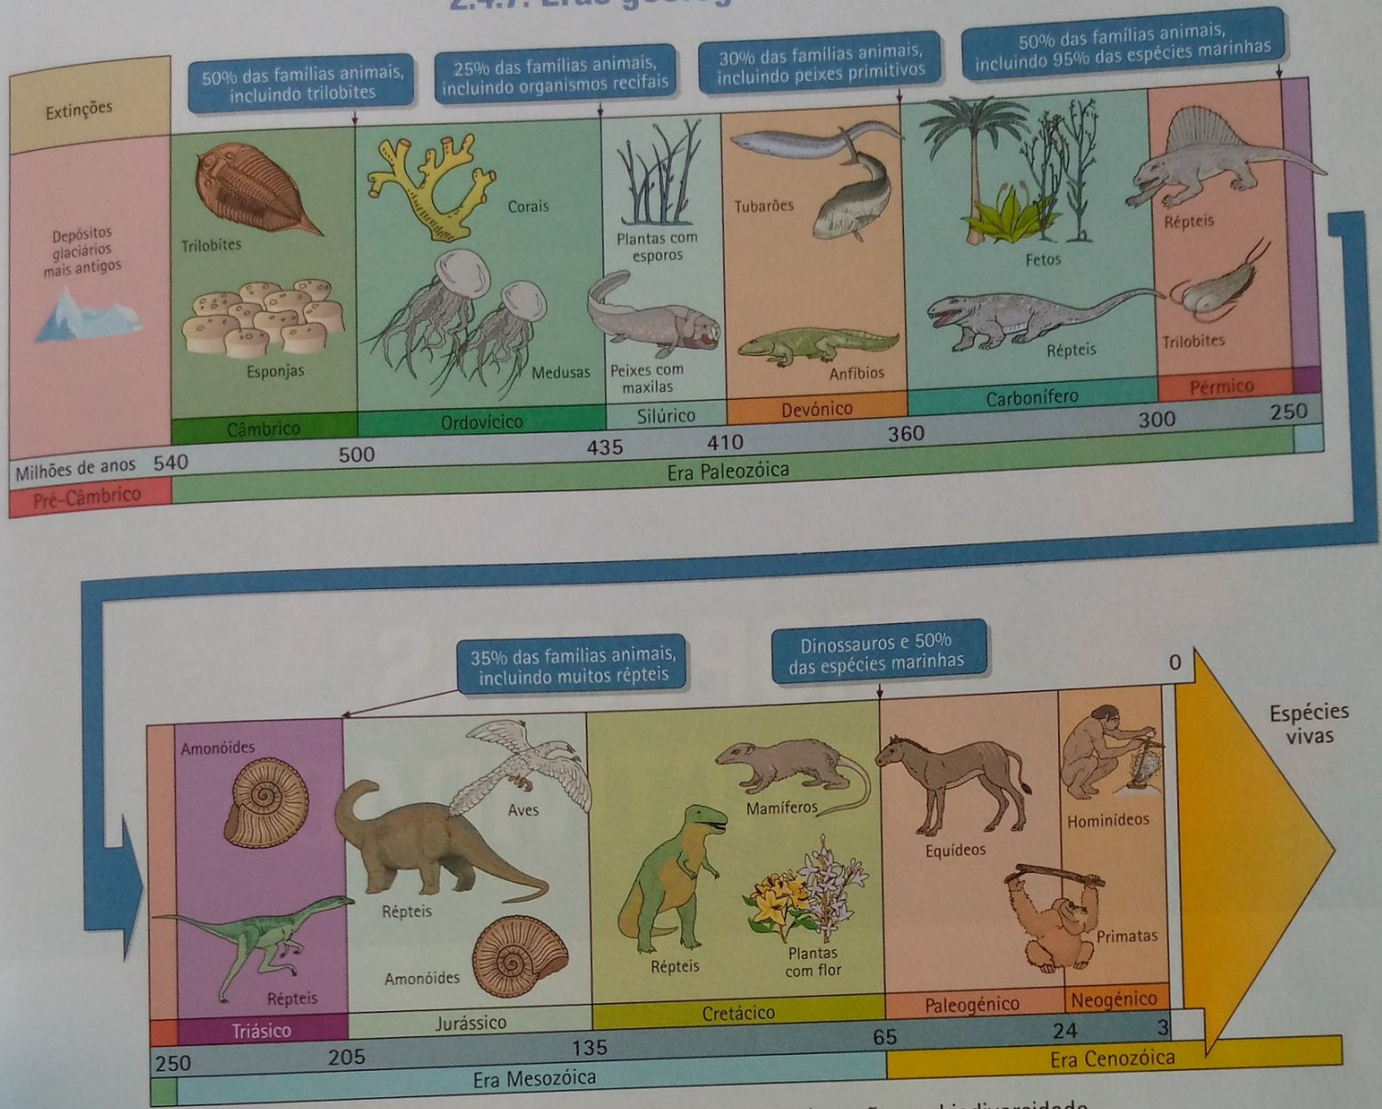 2.4.7. Eras
50% das famílias animais,
incluindo trilobites
25% das famílias animais,
incluindo organismos recifais
30% das famílias animais,
incluindo peixes primitivos
50% das famílias animais,
incluindo 95% das espécies marinhas
Extinções
Depósitos
glaciários
mais antigos
Trilobites
Esponjas
Corais
Medusas
Plantas com
esporos
Peixes com
maxilas
Tubarões
Anfíbios
Fetos
Répteis
Répteis
Trilobites
Câmbrico
Ordovícico
Silúrico
Devónico
Carbonífero
Pérmico
Milhões de anos 540 500 435 410 360 300 250
Pré-Câmbrico
Era Paleozóica
35% das famílias animais,
incluindo muitos répteis
Dinossauros e 50%
das espécies marinhas
0
Espécies
vivas
Amonóides
Répteis
Aves
Répteis
Amonóides
Mamíferos
Répteis
Plantas
com flor
Equídeos
Hominídeos
Primatas
Triásico
Jurássico
Cretácico
Paleogénico
Neogénico
250 205 135 65 24 3
Era Mesozóica
Era Cenozóica